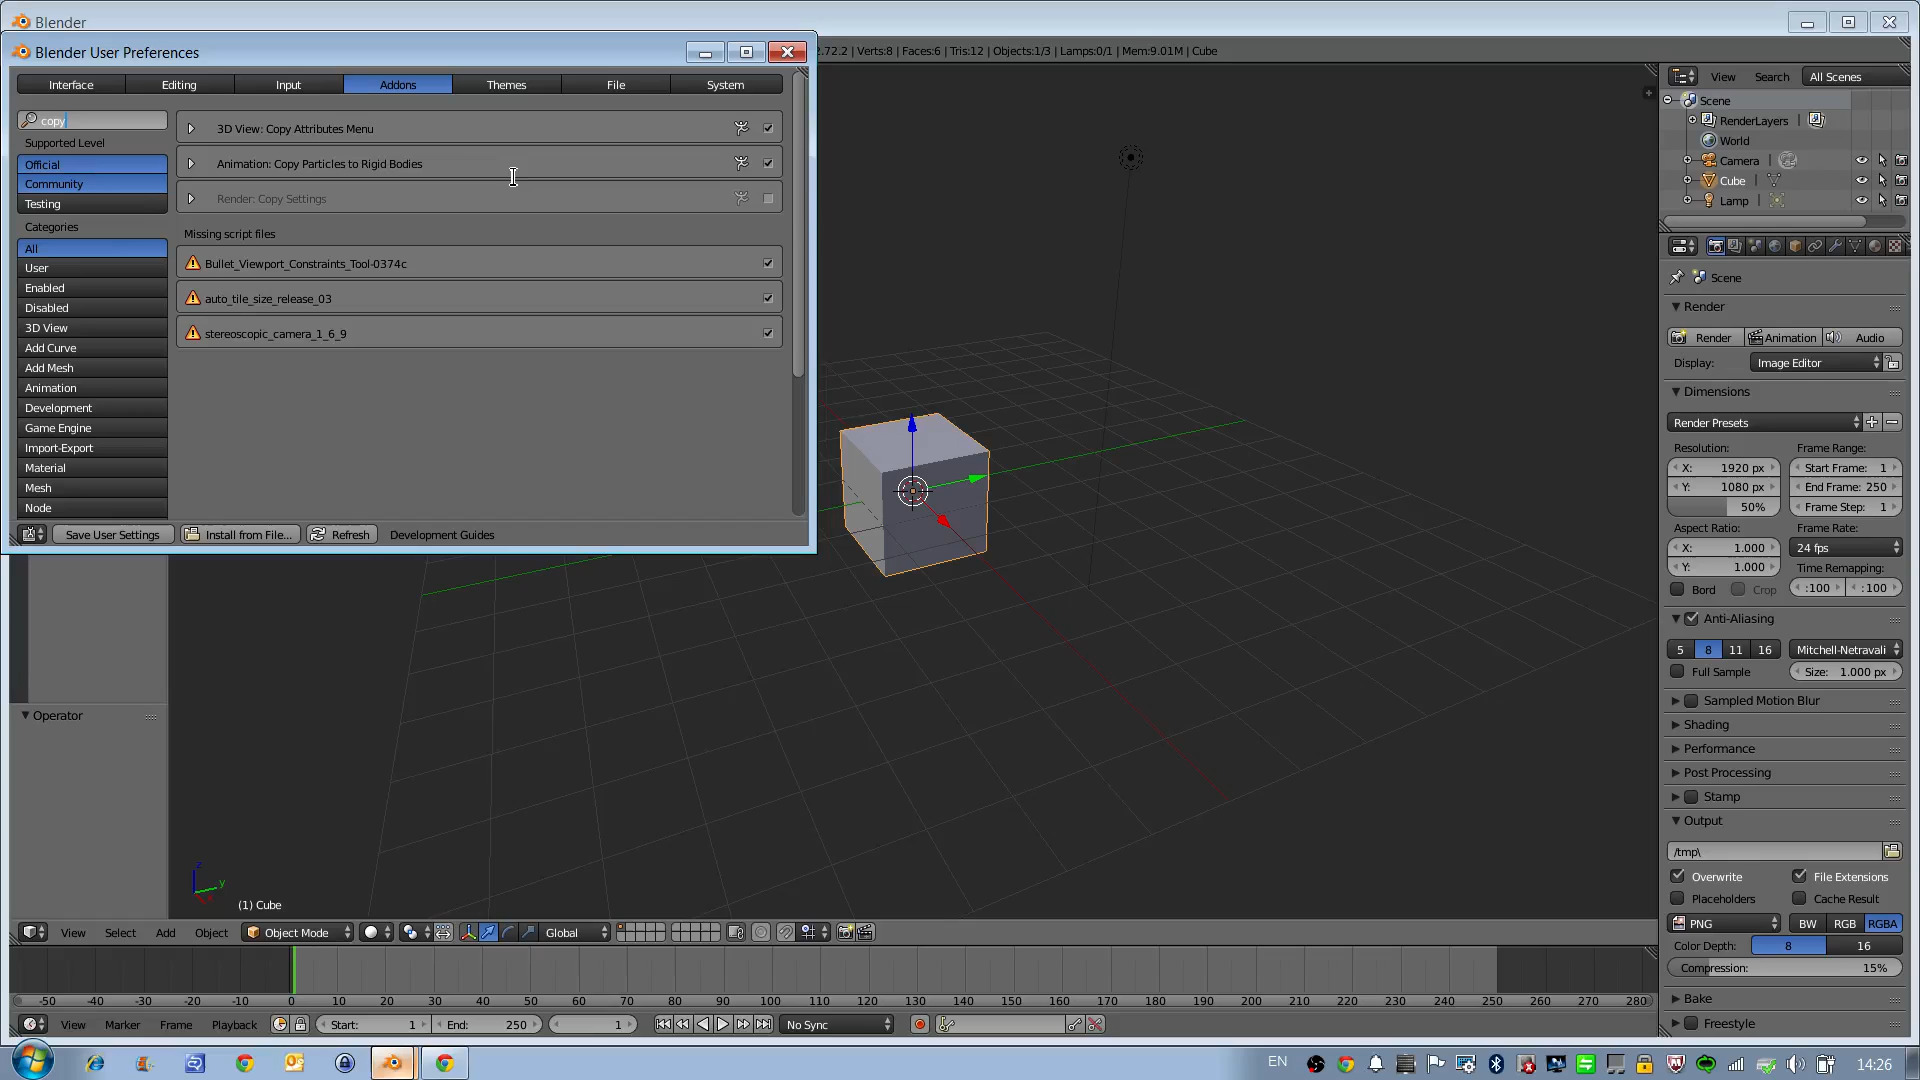 Blender
Blender User Preferences
2.72.2 | Verts:8 | Faces:6 | Tris:12 | Objects:1/3 | Lamps:0/1 | Mem:9.01M | Cube
Interface Editing Input Addons Themes File System
copy
Supported Level
Official
Community
Testing
Categories
All
User
Enabled
Disabled
3D View
Add Curve
Add Mesh
Animation
Development
Game Engine
Import-Export
Material
Mesh
Node
3D View: Copy Attributes Menu
Animation: Copy Particles to Rigid Bodies
Render: Copy Settings
Missing script files
Bullet_Viewport_Constraints_Tool-0374c
auto_tile_size_release_03
stereoscopic_camera_1_6_9
Save User Settings Install from File... Refresh Development Guides
Operator
z
y
(1) Cube
View Select Add Object Object Mode Global
-50 -40 -30 -20 -10 0 10 20 30 40 50 60 70 80 90 100 110 120 130 140 150 160 170 180 190 200 210 220 230 240 250 260 270 280
View Marker Frame Playback Start: 1 End: 250 1 No Sync
View Search All Scenes
Scene
RenderLayers
World
Camera
Cube
Lamp
Scene
Render
Render Animation Audio
Display: Image Editor
Dimensions
Render Presets
Resolution: Frame Range:
X: 1920 px Start Frame: 1
Y: 1080 px End Frame: 250
50% Frame Step: 1
Aspect Ratio: Frame Rate:
X: 1.000 24 fps
Y: 1.000 Time Remapping:
Bord Crop :100 :100
Anti-Aliasing
5 8 11 16 Mitchell-Netravali
Full Sample Size: 1.000 px
Sampled Motion Blur
Shading
Performance
Post Processing
Stamp
Output
/tmp\
Overwrite File Extensions
Placeholders Cache Result
PNG BW RGB RGBA
Color Depth: 8 16
Compression: 15%
Bake
Freestyle
EN 14:26